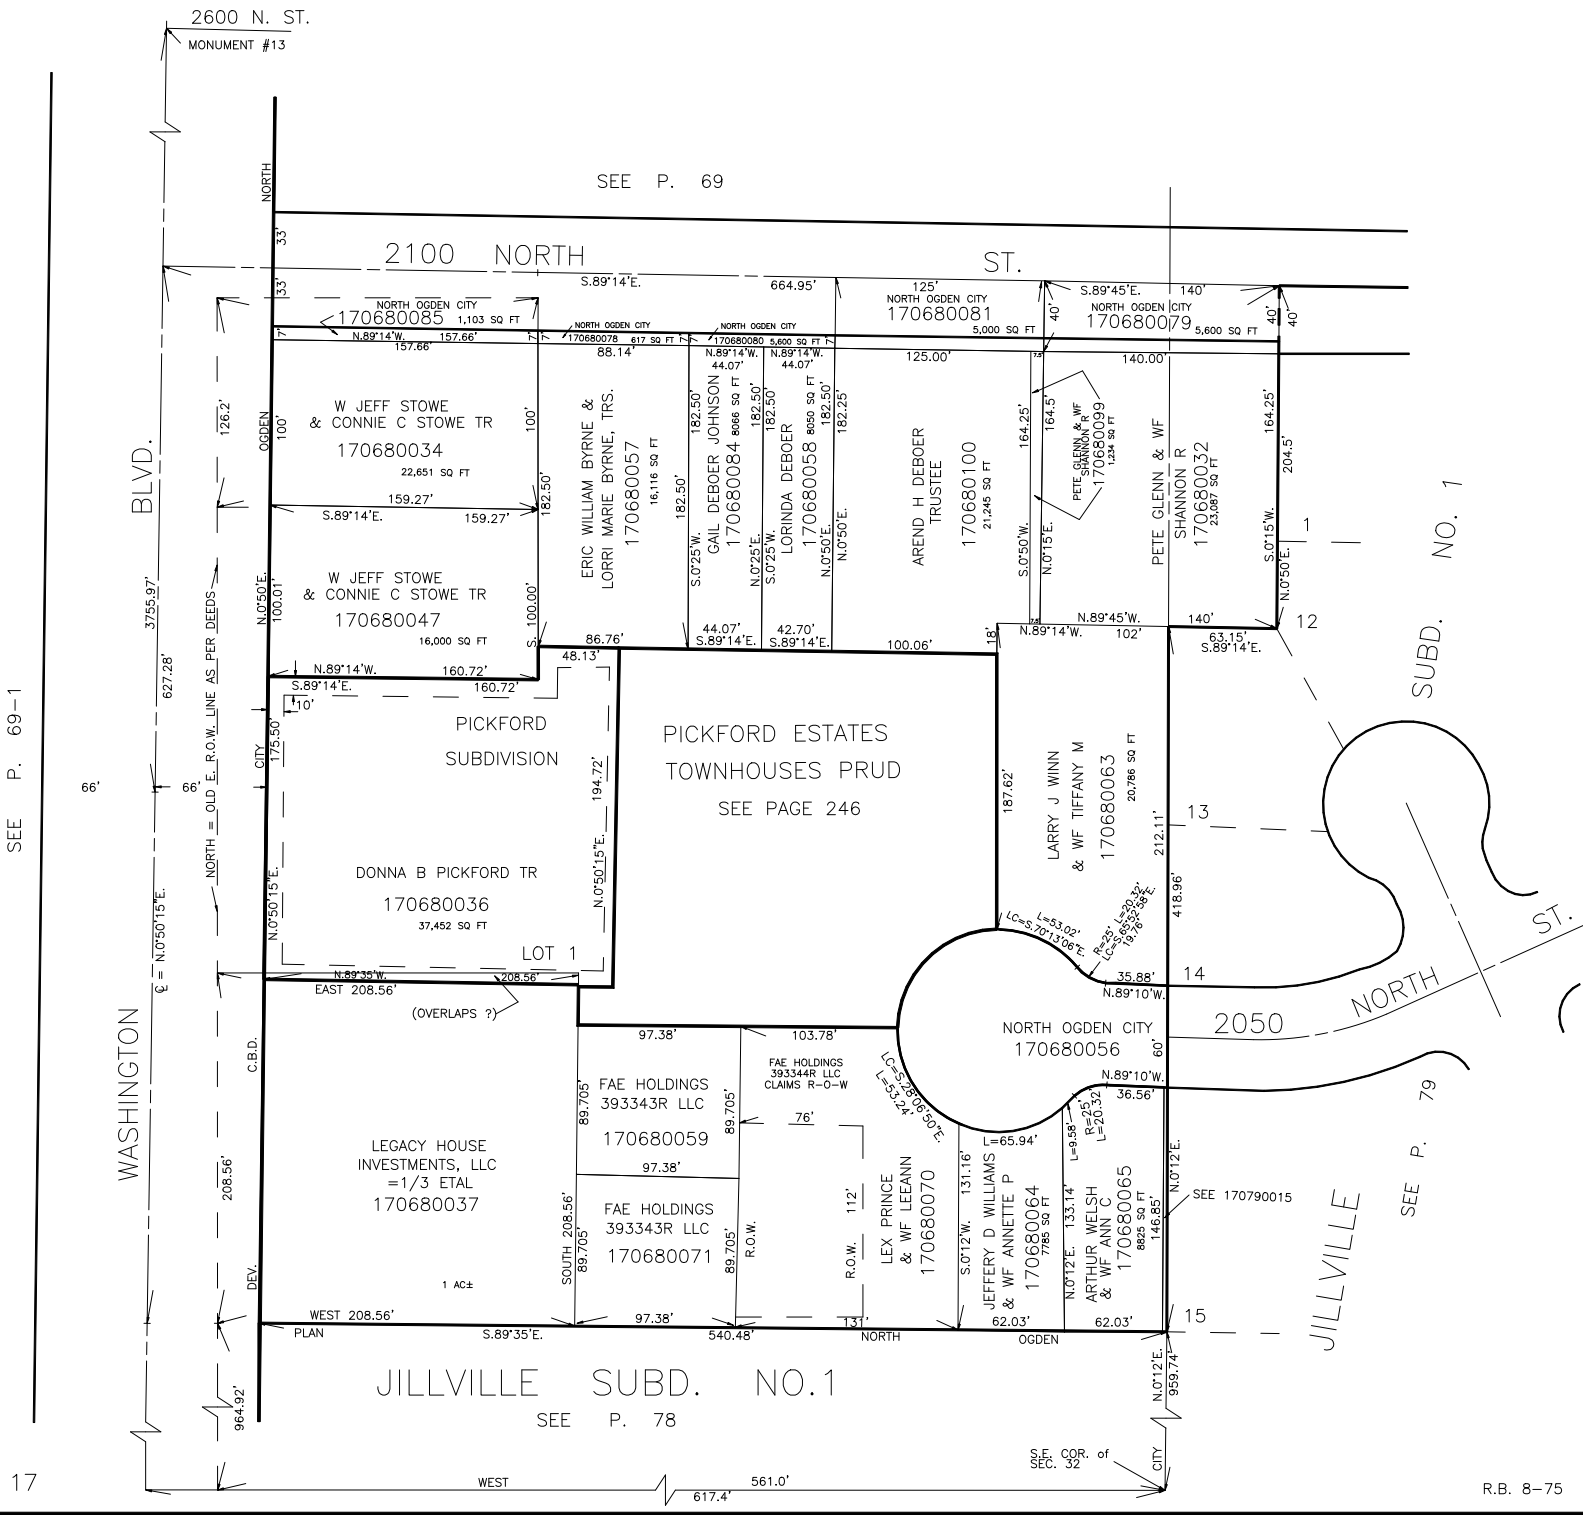 2600 N. ST.
MONUMENT #13
SEE P. 69
NORTH
33'
33'
2100 NORTH ST.
S.89°14'E.
664.95'
125'
S.89°45'E.
140'
NORTH OGDEN CITY
170680085
1,103 SQ FT
NORTH OGDEN CITY
170680078
617 SQ FT
NORTH OGDEN CITY
170680080
5,600 SQ FT
NORTH OGDEN CITY
170680081
5,000 SQ FT
NORTH OGDEN CITY
170680079
5,600 SQ FT
40'
40'
40'
7'
N.89°14'W.
157.66'
157.66'
7'
7'
88.14'
7'
7'
N.89°14'W.
44.07'
N.89°14'W.
44.07'
7'
125.00'
7.5'
140.00'
126.2'
OGDEN
100'
W JEFF STOWE
& CONNIE C STOWE TR
170680034
22,651 SQ FT
100'
182.50'
159.27'
S.89°14'E.
159.27'
W JEFF STOWE
& CONNIE C STOWE TR
170680047
16,000 SQ FT
N.0°50'E.
100.01'
S. 100.00'
N.89°14'W.
160.72'
S.89°14'E.
160.72'
10'
ERIC WILLIAM BYRNE &
LORRI MARIE BYRNE, TRS.
170680057
16,116 SQ FT
182.50'
182.50'
S.0°25'W.
86.76'
48.13'
GAIL DEBOER JOHNSON
170680084
8066 SQ FT
182.50'
N.0°25'E.
44.07'
S.89°14'E.
LORINDA DEBOER
170680058
8050 SQ FT
182.50'
S.0°25'W.
182.50'
N.0°50'E.
42.70'
S.89°14'E.
AREND H DEBOER
TRUSTEE
170680100
21,245 SQ FT
182.25'
N.0°50'E.
164.25'
S.0°50'W.
100.06'
18'
PETE GLENN & WF
SHANNON R
170680099
1,234 SQ FT
164.5'
N.0°15'E.
7.5'
PETE GLENN & WF
SHANNON R
170680032
23,087 SQ FT
164.25'
204.5'
S.0°15'W.
N.0°50'E.
N.89°45'W.
140'
N.89°14'W.
102'
63.15'
S.89°14'E.
1
12
13
14
15
SUBD. NO. 1
BLVD.
3755.97'
627.28'
NORTH = OLD E. R.O.W. LINE AS PER DEEDS
SEE P. 69-1
66'
66'
CITY
175.50'
PICKFORD
SUBDIVISION
194.72'
N.0°50'15"E.
N.0°50'15"E.
DONNA B PICKFORD TR
170680036
37,452 SQ FT
LOT 1
N.89°35'W.
208.56'
EAST 208.56'
(OVERLAPS ?)
PICKFORD ESTATES
TOWNHOUSES PRUD
SEE PAGE 246
187.62'
LARRY J WINN
& WF TIFFANY M
170680063
20,786 SQ FT
212.11'
418.96'
L=53.02'
LC=S.70°13'06"E.
R=25' L=20.32'
LC=S.65°52'58"E.
19.76'
35.88'
N.89°10'W.
NORTH OGDEN CITY
170680056
60'
2050 NORTH ST.
N.89°10'W.
36.56'
R=25'
L=20.32
L=9.58'
L=65.94'
LC=S.28°06'50"E.
L=53.24'
℄ = N.0°50'15"E.
WASHINGTON
C.B.D.
LEGACY HOUSE
INVESTMENTS, LLC
=1/3 ETAL
170680037
1 AC±
208.56'
DEV.
WEST 208.56'
SOUTH 208.56'
97.38'
FAE HOLDINGS
393343R LLC
170680059
89.705'
89.705'
97.38'
FAE HOLDINGS
393343R LLC
170680071
89.705'
89.705'
97.38'
103.78'
FAE HOLDINGS
393344R LLC
CLAIMS R-O-W
76'
R.O.W.
R.O.W. 112'
131'
LEX PRINCE
& WF LEEANN
170680070
S.0°12'W. 131.16'
JEFFERY D WILLIAMS
& WF ANNETTE P
170680064
7785 SQ FT
62.03'
N.0°12'E. 133.14'
ARTHUR WELSH
& WF ANN C
170680065
8825 SQ FT
146.85'
62.03'
N.0°12'E.
SEE 170790015
SEE P. 79
JILLVILLE
PLAN
S.89°35'E.
540.48'
NORTH
OGDEN
JILLVILLE SUBD. NO.1
SEE P. 78
964.92'
N.0°12'E.
959.74'
CITY
S.E. COR. of
SEC. 32
WEST
561.0'
617.4'
17
R.B. 8-75